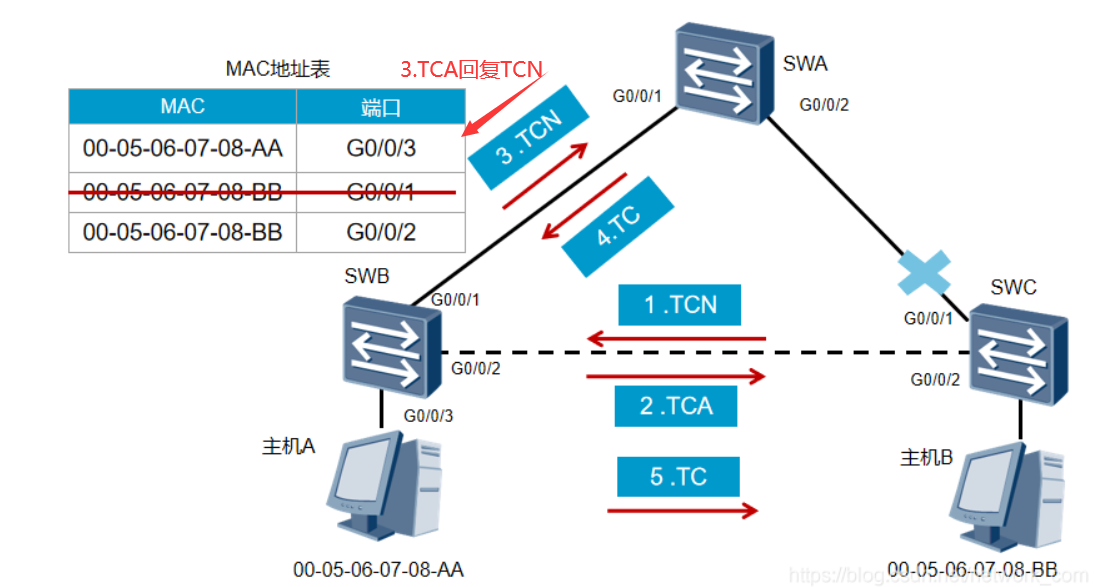 MAC地址表
3.TCA回复TCN
MAC 端口
00-05-06-07-08-AA G0/0/3
00-05-06-07-08-BB G0/0/1
00-05-06-07-08-BB G0/0/2
SWA
G0/0/1
G0/0/2
3 .TCN
4.TC
SWB
G0/0/1
G0/0/2
G0/0/3
1 .TCN
2 .TCA
5 .TC
SWC
G0/0/1
G0/0/2
主机A
主机B
00-05-06-07-08-AA
00-05-06-07-08-BB